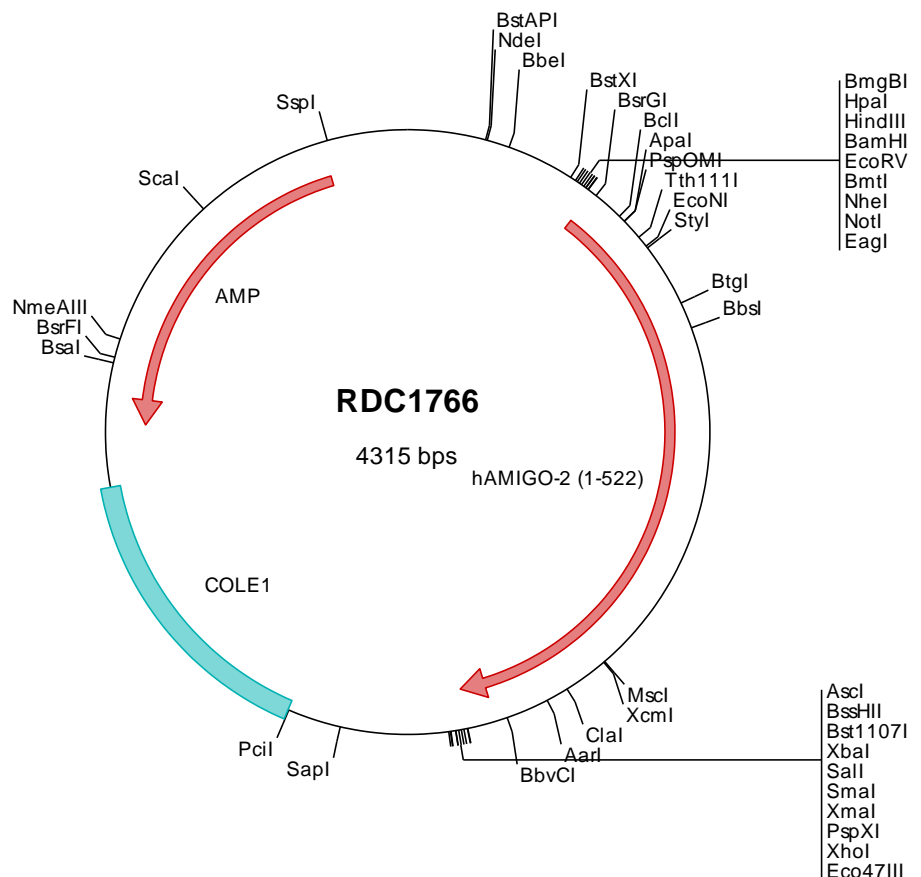 BstAPI
NdeI
BbeI
BstXI
BsrGI
BclI
ApaI
PspOMI
Tth111I
EcoNI
StyI
BtgI
BbsI
BmgBI
HpaI
HindIII
BamHI
EcoRV
BmtI
NheI
NotI
EagI
SspI
ScaI
AMP
NmeAIII
BsrFI
BsaI
RDC1766
4315 bps
hAMIGO-2 (1-522)
COLE1
MscI
XcmI
ClaI
AarI
BbvCI
SapI
PciI
AscI
BssHII
Bst1107I
XbaI
SalI
SmaI
XmaI
PspXI
XhoI
Eco47III